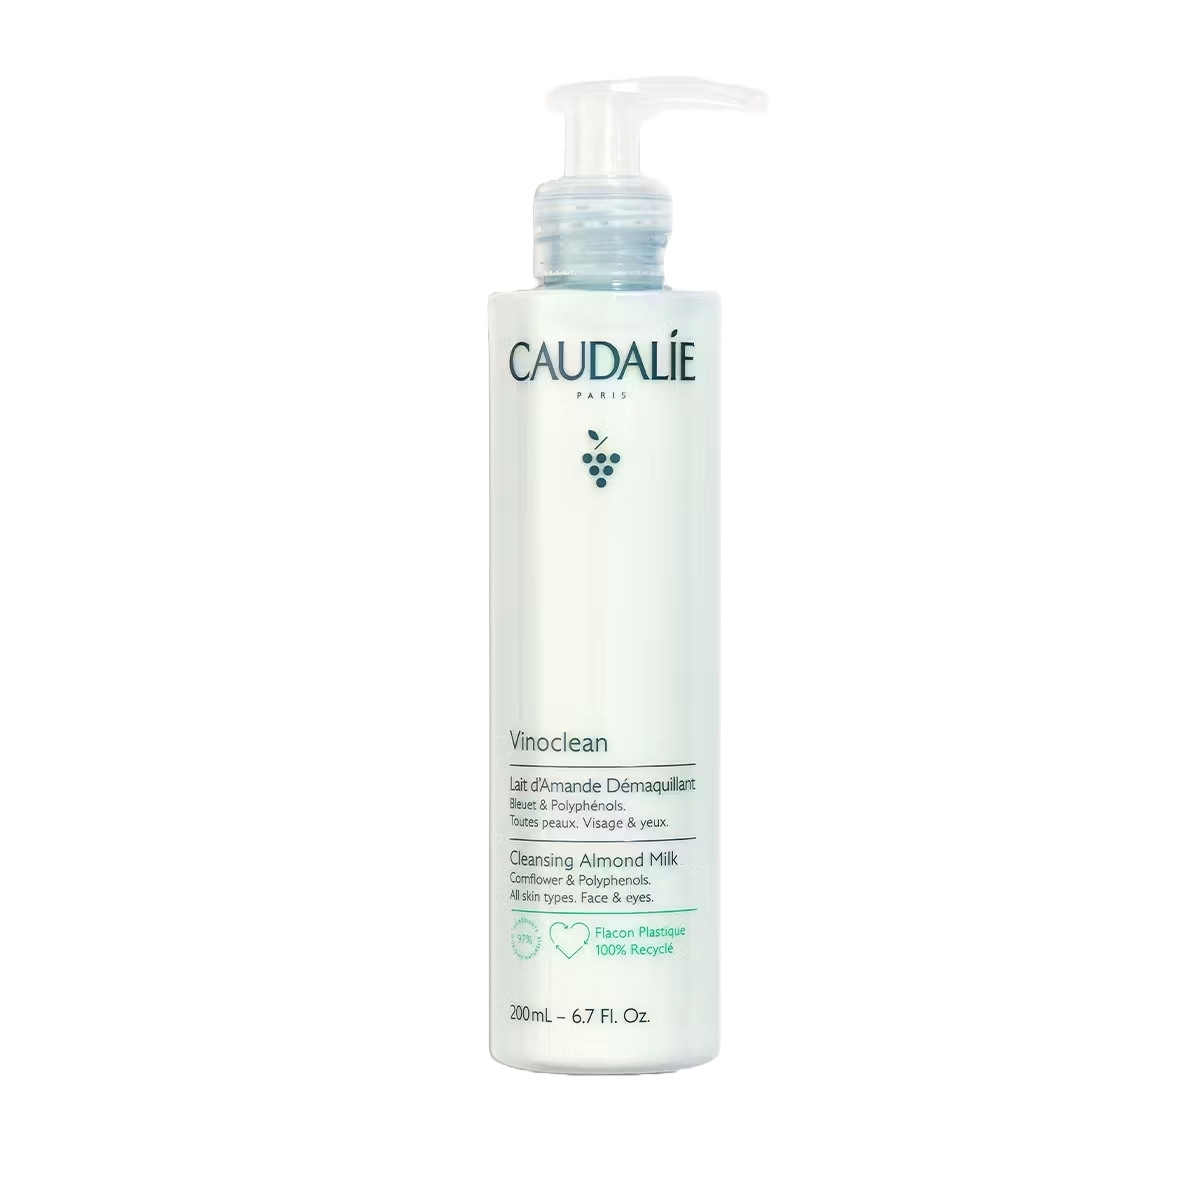 CAUDALÍE
PARIS
Vinoclean
Lait d'Amande Démaquillant
Bleuet & Polyphénols.
Toutes peaux. Visage & yeux.
Cleansing Almond Milk
Cornflower & Polyphenols.
All skin types. Face & eyes.
97%
Flacon Plastique
100% Recyclé
200mL – 6.7 Fl. Oz.